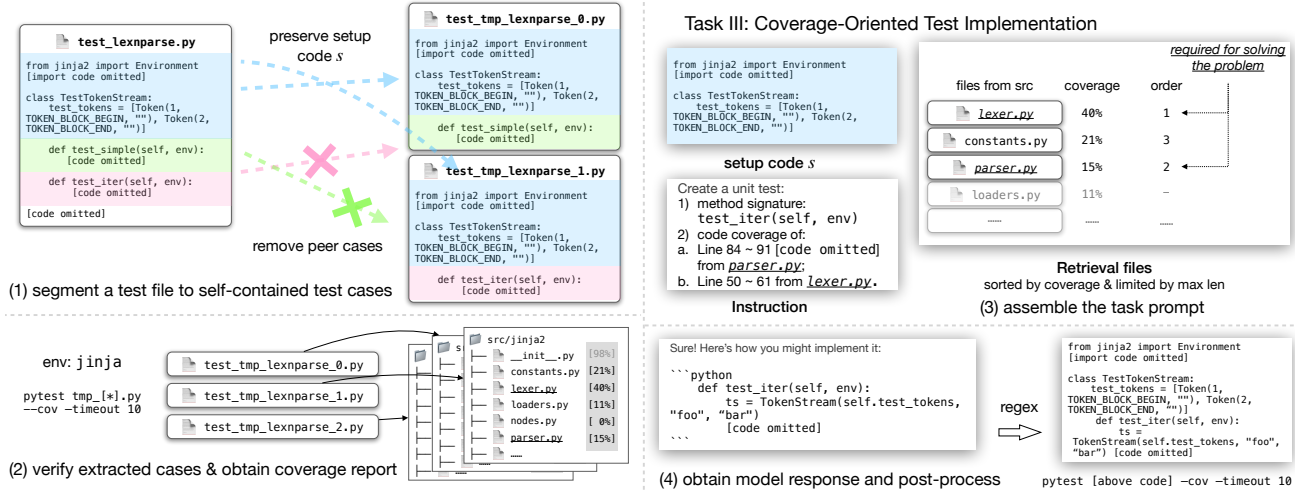 test_lexnparse.py
from jinja2 import Environment
[import code omitted]
class TestTokenStream:
test_tokens = [Token(1,
TOKEN_BLOCK_BEGIN, ""), Token(2,
TOKEN_BLOCK_END, "")]
def test_simple(self, env):
[code omitted]
def test_iter(self, env):
[code omitted]
[code omitted]
preserve setup
code s
remove peer cases
test_tmp_lexnparse_0.py
from jinja2 import Environment
[import code omitted]
class TestTokenStream:
test_tokens = [Token(1,
TOKEN_BLOCK_BEGIN, ""), Token(2,
TOKEN_BLOCK_END, "")]
def test_simple(self, env):
[code omitted]
test_tmp_lexnparse_1.py
from jinja2 import Environment
[import code omitted]
class TestTokenStream:
test_tokens = [Token(1,
TOKEN_BLOCK_BEGIN, ""), Token(2,
TOKEN_BLOCK_END, "")]
def test_iter(self, env):
[code omitted]
(1) segment a test file to self-contained test cases
env: jinja
pytest tmp_[*].py
--cov –timeout 10
test_tmp_lexnparse_0.py
test_tmp_lexnparse_1.py
test_tmp_lexnparse_2.py
src/jinja2
__init__.py [98%]
constants.py [21%]
lexer.py [40%]
loaders.py [11%]
nodes.py [ 0%]
parser.py [15%]
……
(2) verify extracted cases & obtain coverage report
Task III: Coverage-Oriented Test Implementation
from jinja2 import Environment
[import code omitted]
class TestTokenStream:
test_tokens = [Token(1,
TOKEN_BLOCK_BEGIN, ""), Token(2,
TOKEN_BLOCK_END, "")]
setup code s
Create a unit test:
1) method signature:
test_iter(self, env)
2) code coverage of:
a. Line 84 ~ 91 [code omitted]
from parser.py;
b. Line 50 ~ 61 from lexer.py.
Instruction
required for solving
the problem
files from src coverage order
lexer.py 40% 1
constants.py 21% 3
parser.py 15% 2
loaders.py 11% –
…… …… ……
Retrieval files
sorted by coverage & limited by max len
(3) assemble the task prompt
Sure! Here's how you might implement it:
```python
def test_iter(self, env):
ts = TokenStream(self.test_tokens,
"foo", “bar”)
[code omitted]
```
regex
from jinja2 import Environment
[import code omitted]
class TestTokenStream:
test_tokens = [Token(1,
TOKEN_BLOCK_BEGIN, ""), Token(2,
TOKEN_BLOCK_END, “")]
def test_iter(self, env):
ts =
TokenStream(self.test_tokens, "foo",
“bar”) [code omitted]
(4) obtain model response and post-process
pytest [above code] –cov –timeout 10